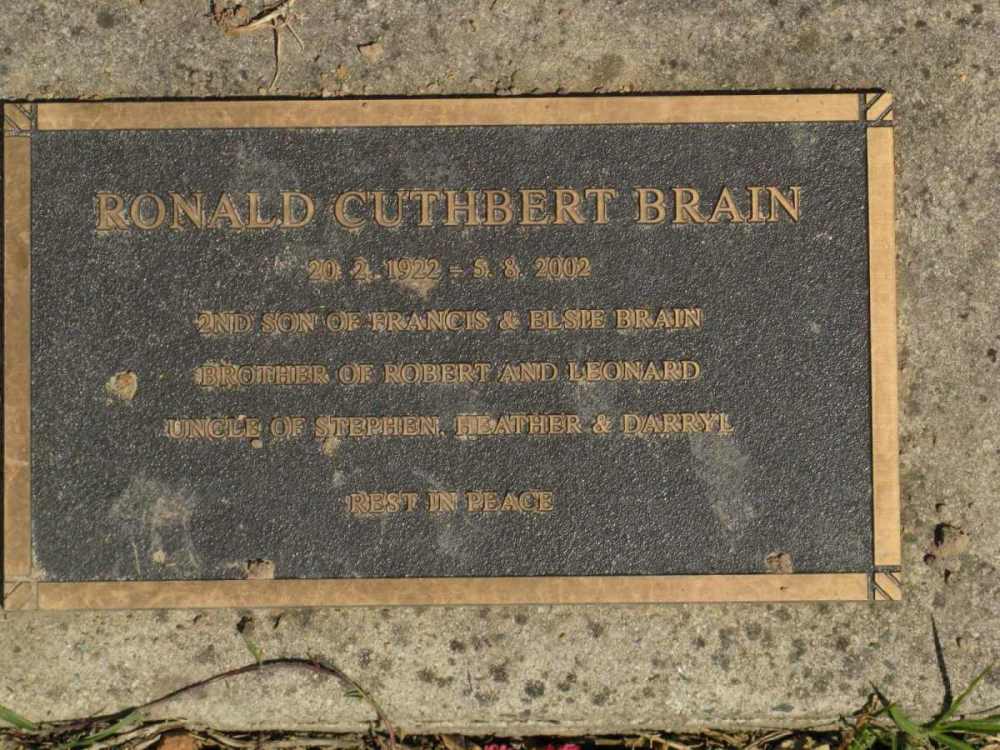 RONALD CUTHBERT BRAIN
20. 2. 1922 - 5. 8. 2002
2ND SON OF FRANCIS & ELSIE BRAIN
BROTHER OF ROBERT AND LEONARD
UNCLE OF STEPHEN, HEATHER & DARRYL
REST IN PEACE